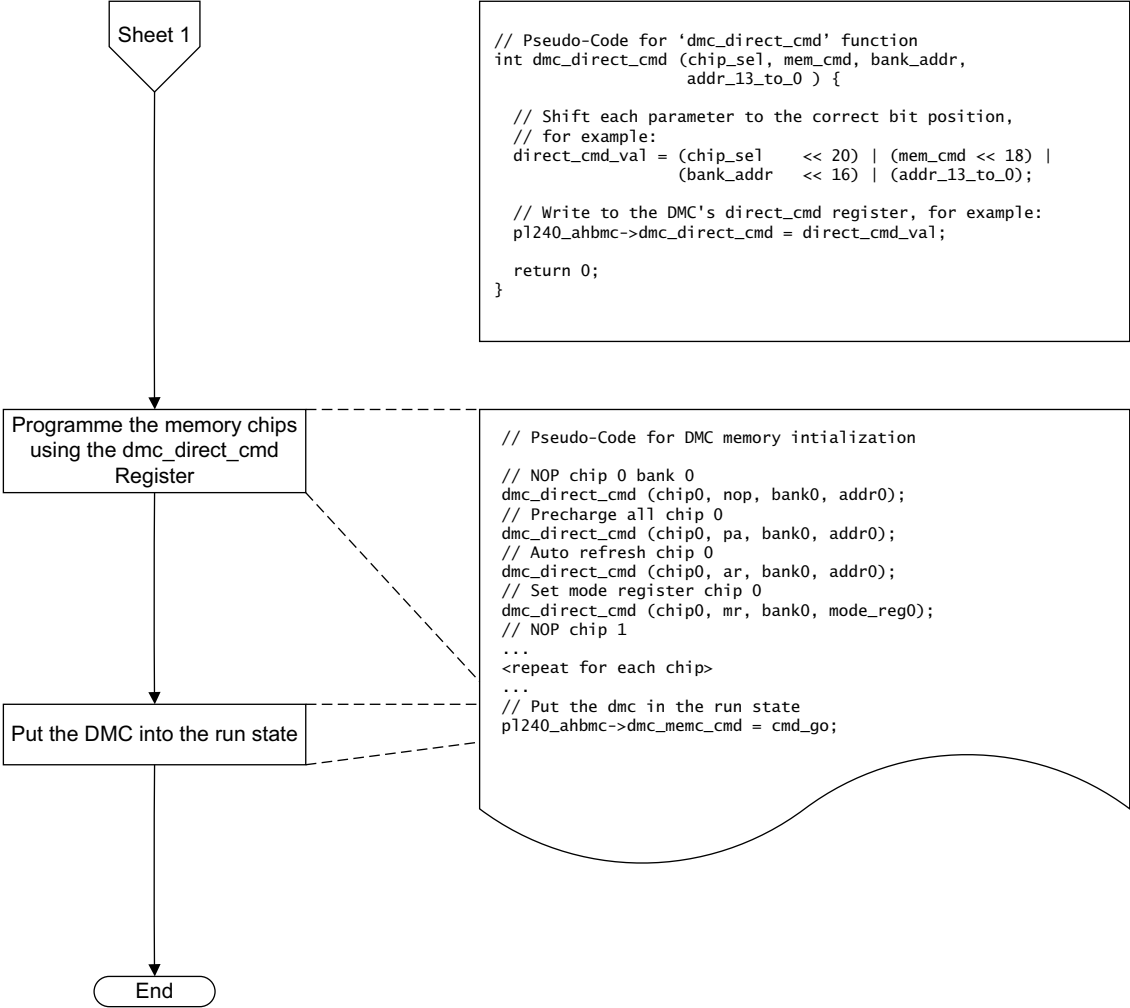 Sheet 1
// Pseudo-Code for ‘dmc_direct_cmd’ function
int dmc_direct_cmd (chip_sel, mem_cmd, bank_addr,
addr_13_to_0 ) {
// Shift each parameter to the correct bit position,
// for example:
direct_cmd_val = (chip_sel    << 20) | (mem_cmd << 18) |
(bank_addr   << 16) | (addr_13_to_0);
// Write to the DMC's direct_cmd register, for example:
pl240_ahbmc->dmc_direct_cmd = direct_cmd_val;
return 0;
}
Programme the memory chips
using the dmc_direct_cmd
Register
// Pseudo-Code for DMC memory intialization
// NOP chip 0 bank 0
dmc_direct_cmd (chip0, nop, bank0, addr0);
// Precharge all chip 0
dmc_direct_cmd (chip0, pa, bank0, addr0);
// Auto refresh chip 0
dmc_direct_cmd (chip0, ar, bank0, addr0);
// Set mode register chip 0
dmc_direct_cmd (chip0, mr, bank0, mode_reg0);
// NOP chip 1
...
<repeat for each chip>
...
// Put the dmc in the run state
pl240_ahbmc->dmc_memc_cmd = cmd_go;
Put the DMC into the run state
End